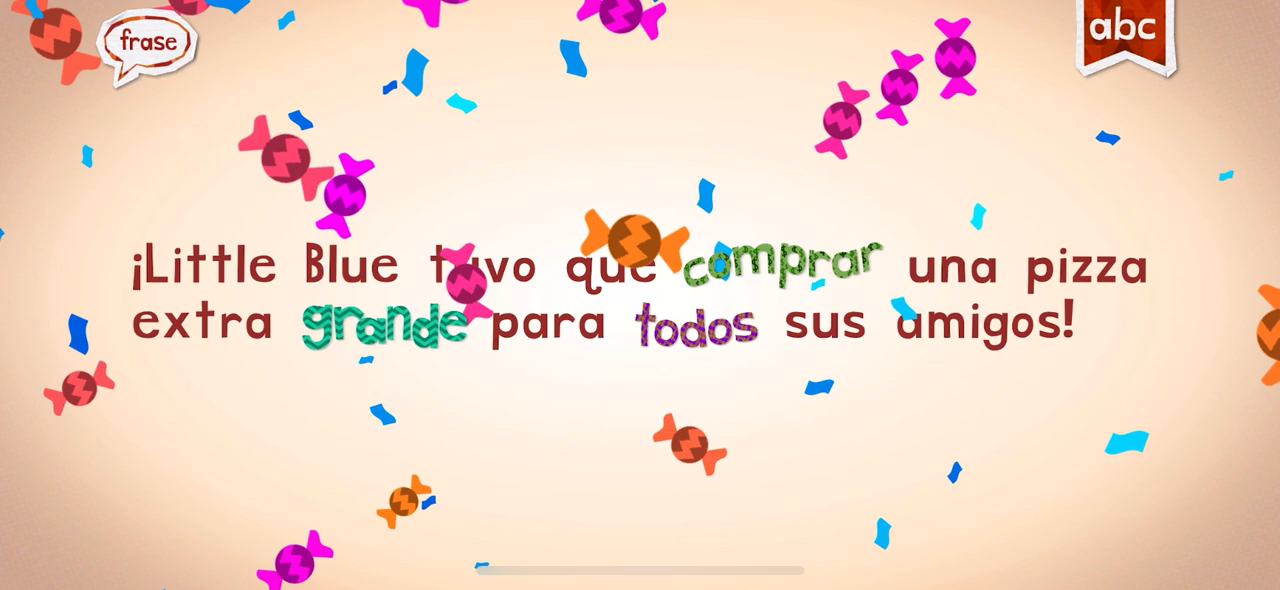 frase
abc
¡Little Blue tuvo que comprar una pizza
extra grande para todos sus amigos!